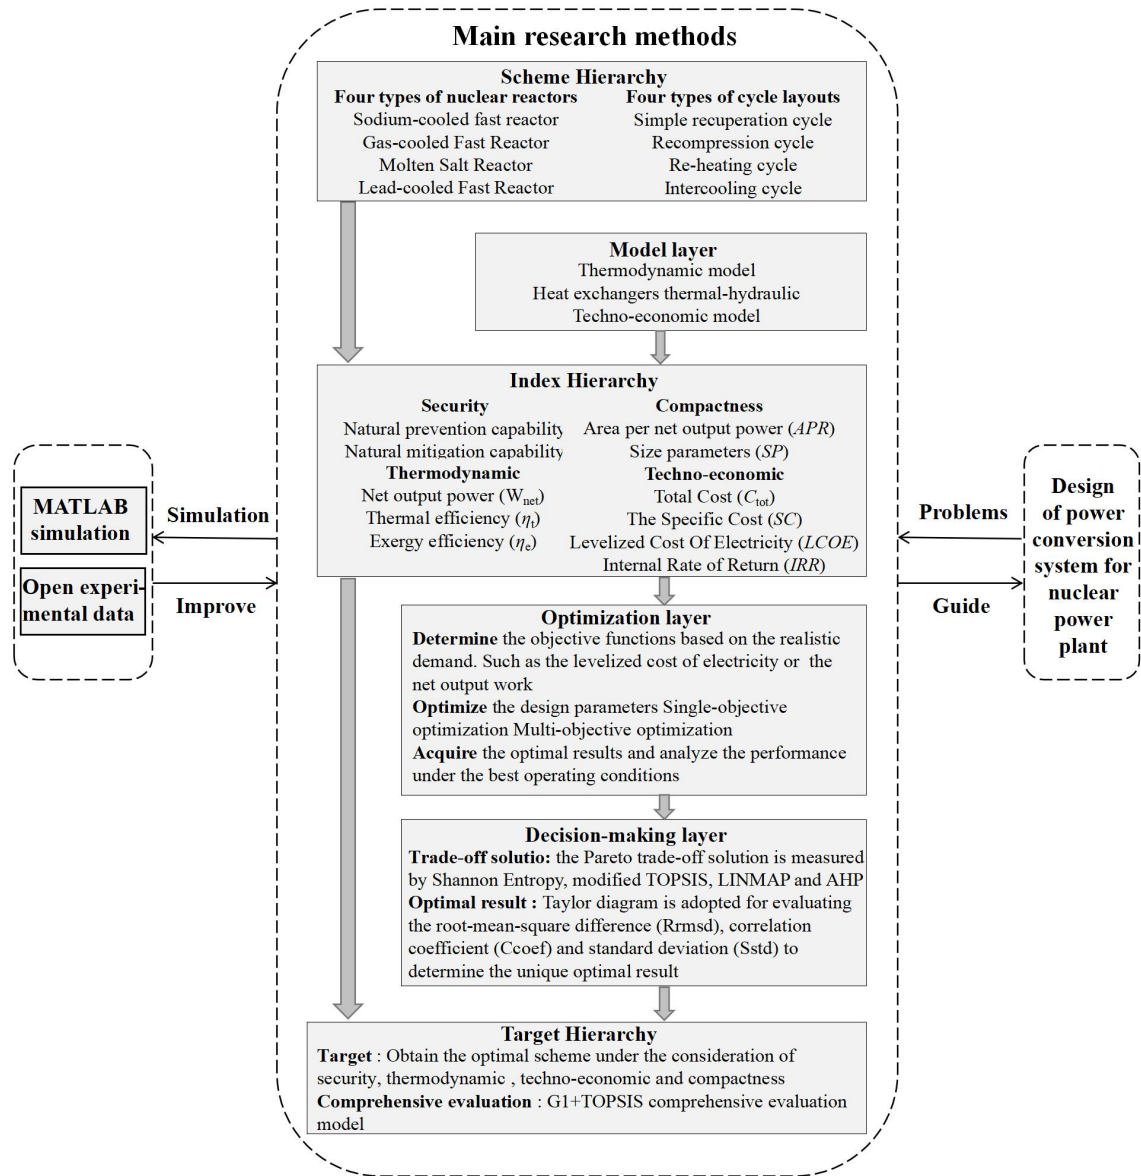 Main research methods
Scheme Hierarchy
Four types of nuclear reactors
Sodium-cooled fast reactor
Gas-cooled Fast Reactor
Molten Salt Reactor
Lead-cooled Fast Reactor
Four types of cycle layouts
Simple recuperation cycle
Recompression cycle
Re-heating cycle
Intercooling cycle
Model layer
Thermodynamic model
Heat exchangers thermal-hydraulic
Techno-economic model
Index Hierarchy
Security
Natural prevention capability
Natural mitigation capability
Thermodynamic
Net output power (Wnet)
Thermal efficiency (ηt)
Exergy efficiency (ηe)
Compactness
Area per net output power (APR)
Size parameters (SP)
Techno-economic
Total Cost (Ctot)
The Specific Cost (SC)
Levelized Cost Of Electricity (LCOE)
Internal Rate of Return (IRR)
Optimization layer
Determine the objective functions based on the realistic
demand. Such as the levelized cost of electricity or the
net output work
Optimize the design parameters Single-objective
optimization Multi-objective optimization
Acquire the optimal results and analyze the performance
under the best operating conditions
Decision-making layer
Trade-off solutio: the Pareto trade-off solution is measured
by Shannon Entropy, modified TOPSIS, LINMAP and AHP
Optimal result : Taylor diagram is adopted for evaluating
the root-mean-square difference (Rrmsd), correlation
coefficient (Ccoef) and standard deviation (Sstd) to
determine the unique optimal result
Target Hierarchy
Target : Obtain the optimal scheme under the consideration of
security, thermodynamic , techno-economic and compactness
Comprehensive evaluation : G1+TOPSIS comprehensive evaluation
model
MATLAB
simulation
Open experi-
mental data
Simulation
Improve
Problems
Guide
Design
of power
conversion
system for
nuclear
power
plant